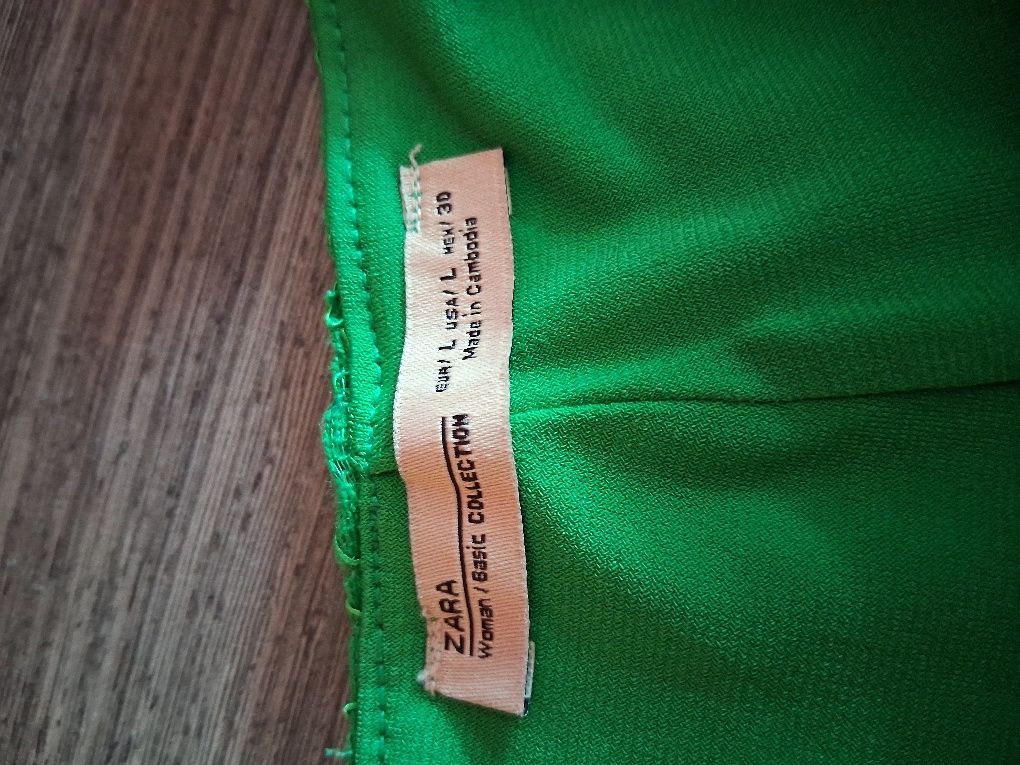 ZARA
Woman / Basic COLLECTION
EUR/ L USA/ L MEX/ 30
Made in Cambodia